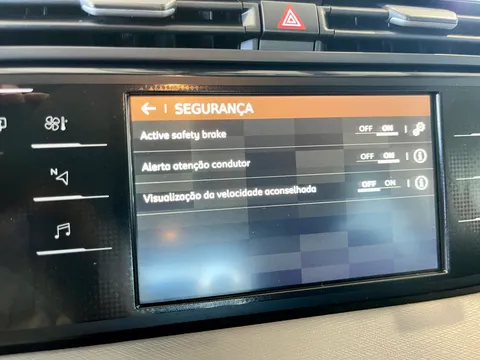 SEGURANÇA
Active safety brake OFF ON
Alerta atenção condutor OFF ON
Visualização da velocidade aconselhada OFF ON
N